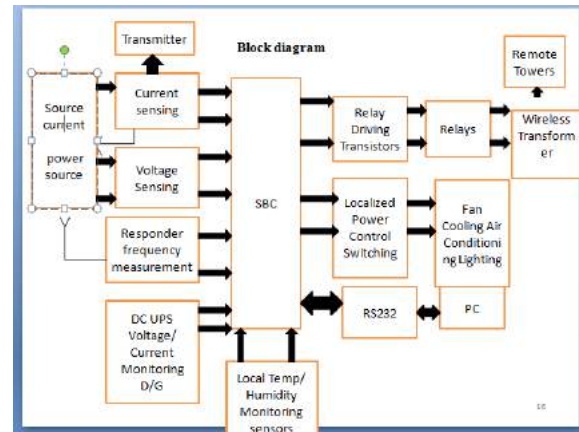 Transmitter
Block diagram
Remote
Towers
Source
current
power
source
Current
sensing
Relay
Driving
Transistors
Relays
Wireless
Transform
er
Voltage
Sensing
SBC
Localized
Power
Control
Switching
Fan
Cooling Air
Conditioni
ng Lighting
Responder
frequency
measurement
DC UPS
Voltage/
Current
Monitoring
D/G
RS232
PC
Local Temp/
Humidity
Monitoring
sensors
16